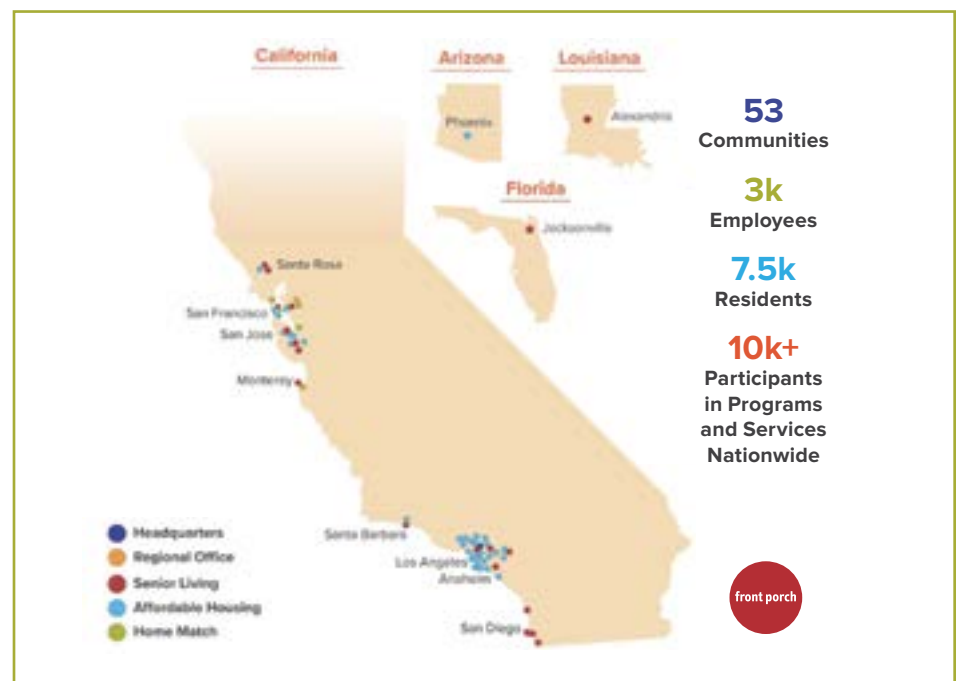 California
Arizona
Louisiana
Phoenix
Alexandria
Florida
Jacksonville
Santa Rosa
San Francisco
San Jose
Monterey
Santa Barbara
Los Angeles
Anaheim
San Diego
Headquarters
Regional Office
Senior Living
Affordable Housing
Home Match
53
Communities
3k
Employees
7.5k
Residents
10k+
Participants
in Programs
and Services
Nationwide
front porch